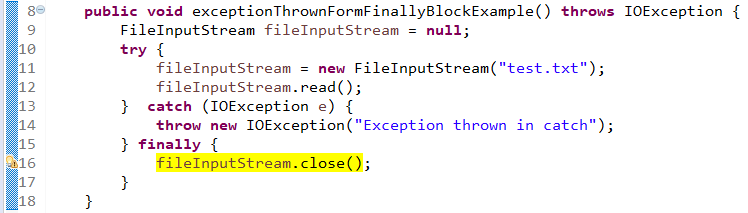 8 public void exceptionThrownFormFinallyBlockExample() throws IOException {
9 FileInputStream fileInputStream = null;
10 try {
11 fileInputStream = new FileInputStream("test.txt");
12 fileInputStream.read();
13 }  catch (IOException e) {
14 throw new IOException("Exception thrown in catch");
15 } finally {
16 fileInputStream.close();
17 }
18 }